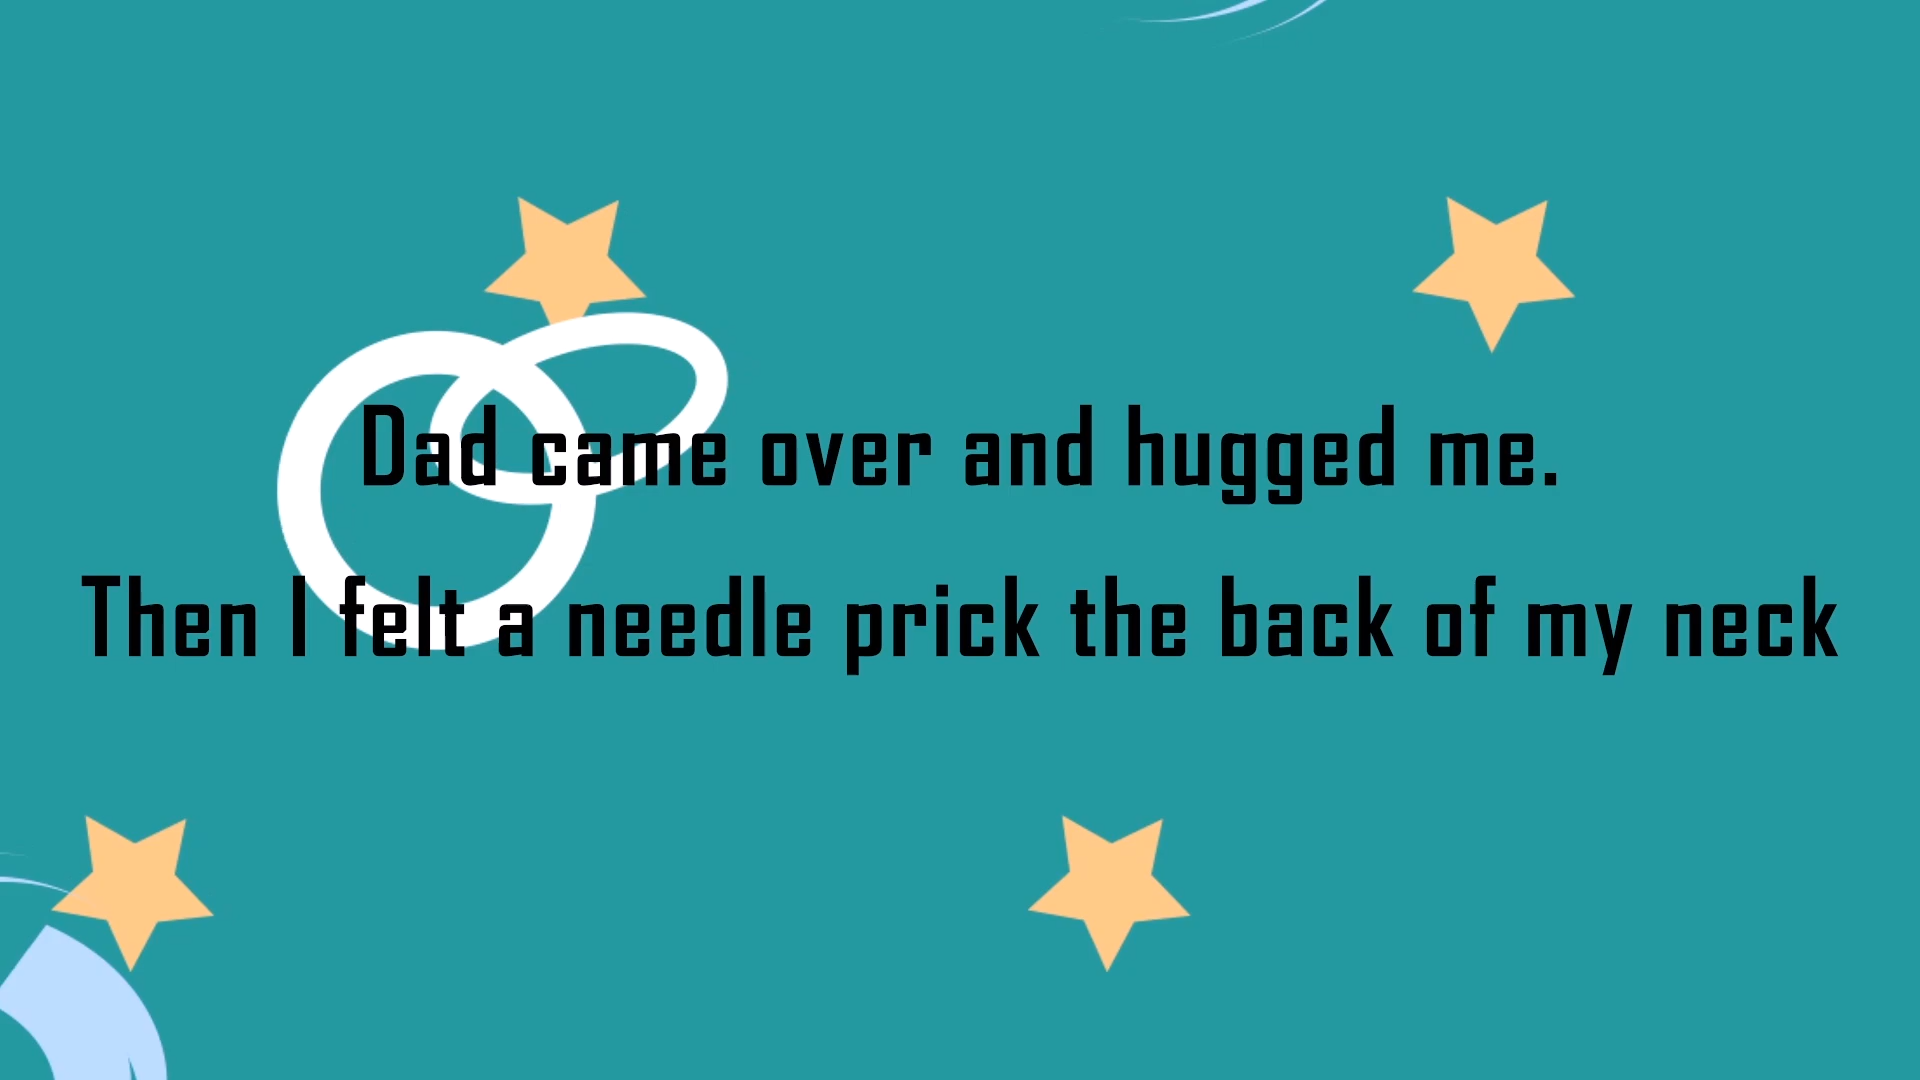 Dad came over and hugged me.
Then I felt a needle prick the back of my neck